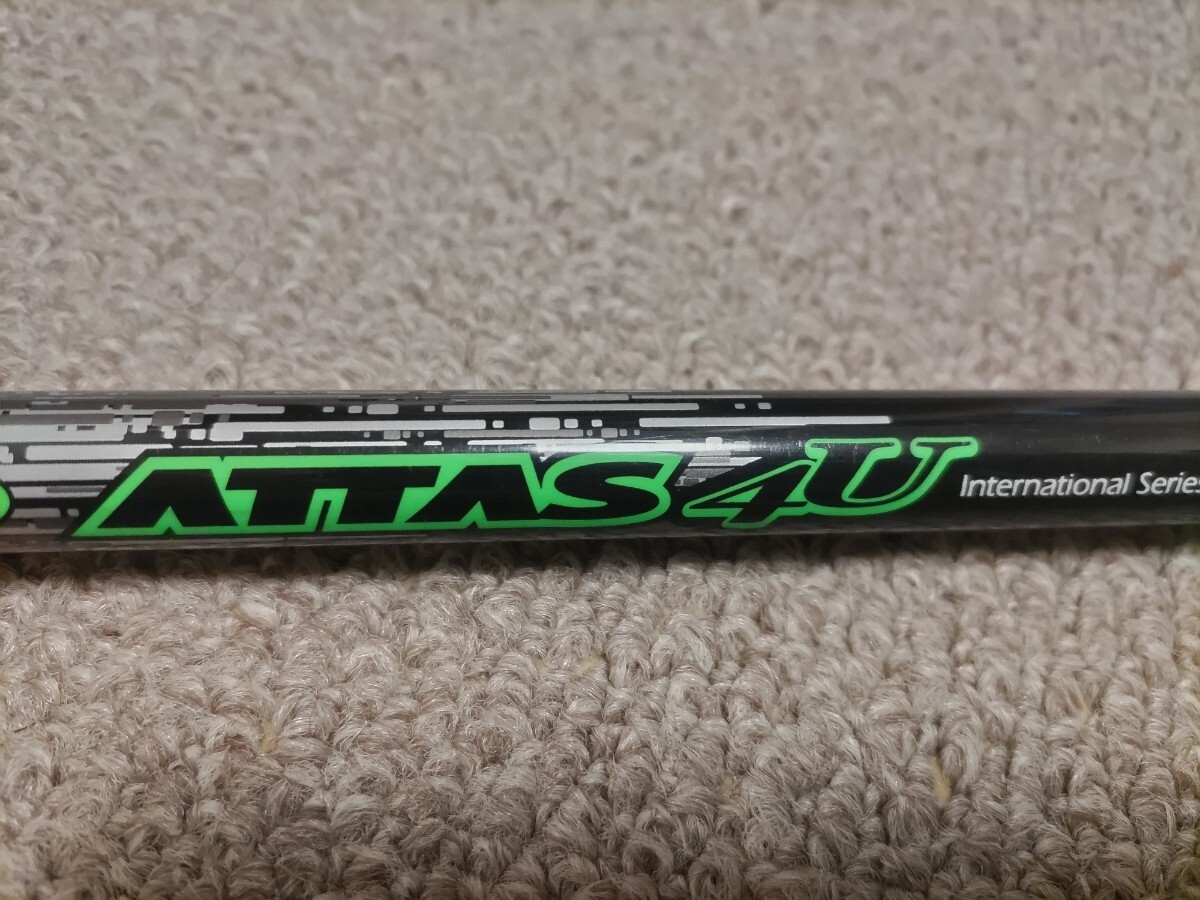 ATTAS 4U International Series